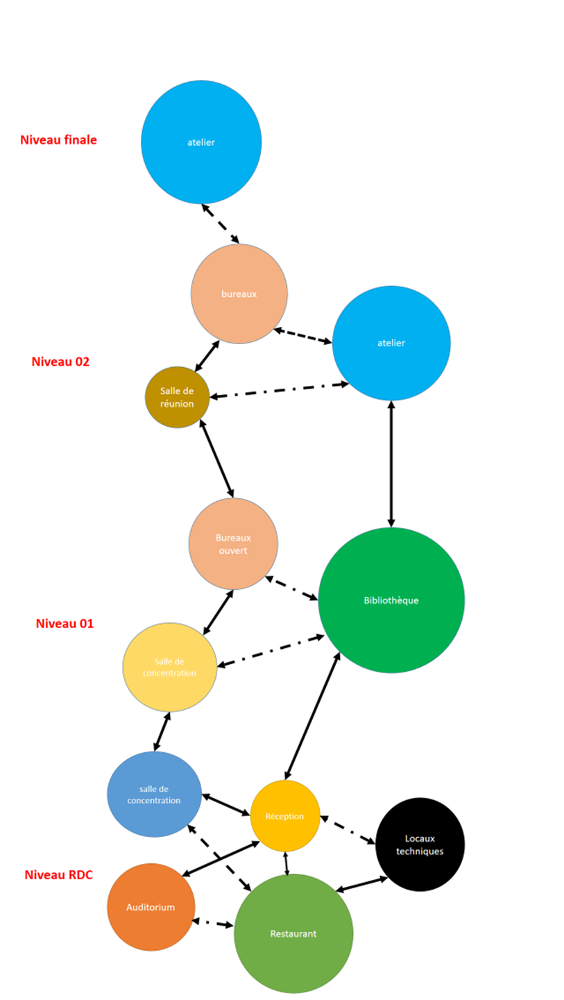 Niveau finale
atelier
bureaux
atelier
Niveau 02
Salle de
réunion
Bureaux
ouvert
Bibliothèque
Niveau 01
Salle de
concentration
salle de
concentration
Réception
Locaux
techniques
Niveau RDC
Auditorium
Restaurant